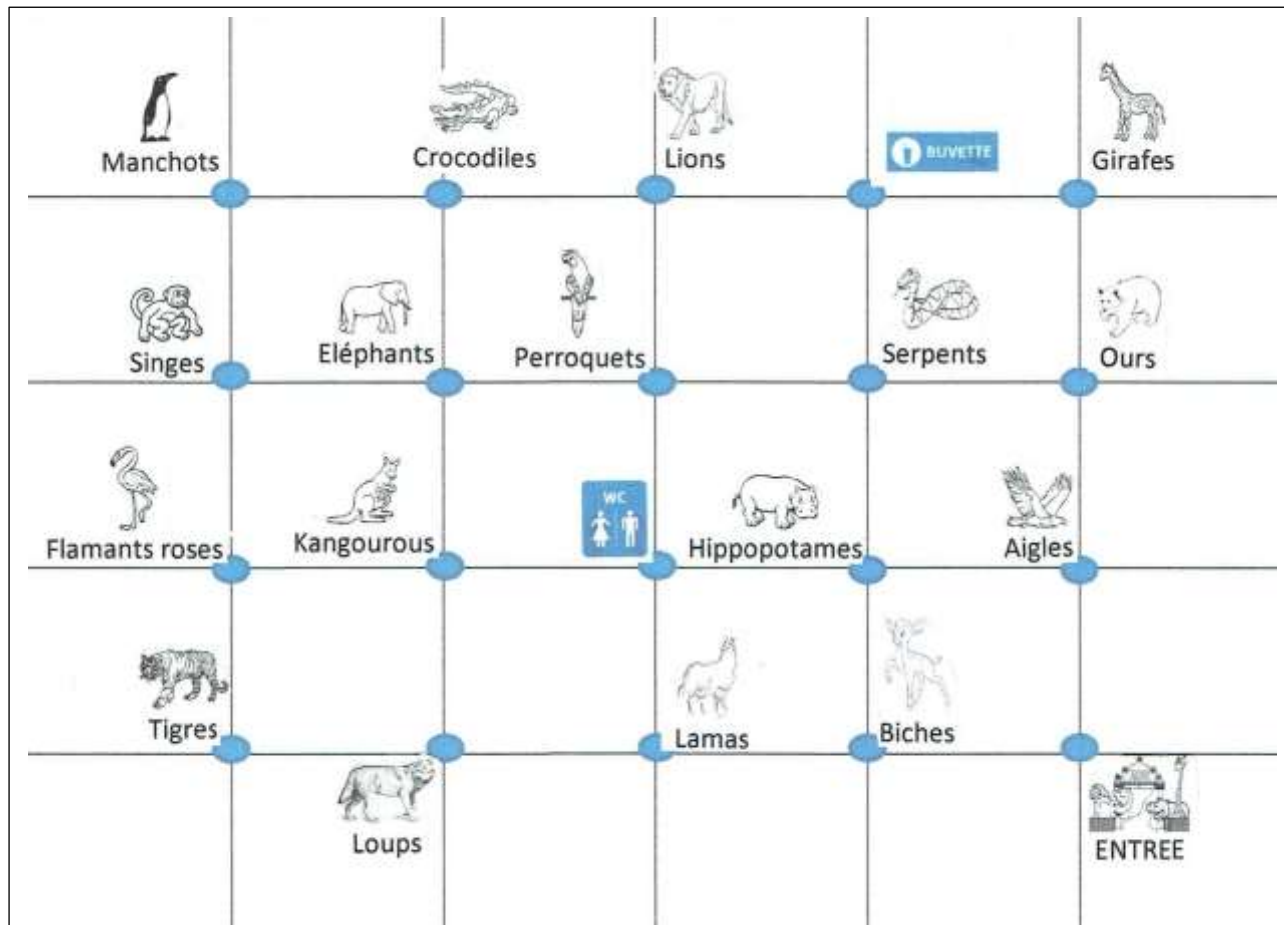 Manchots
Crocodiles
Lions
BUVETTE
Girafes
Singes
Eléphants
Perroquets
Serpents
Ours
Flamants roses
Kangourous
WC
Hippopotames
Aigles
Tigres
Lamas
Biches
Loups
ENTREE